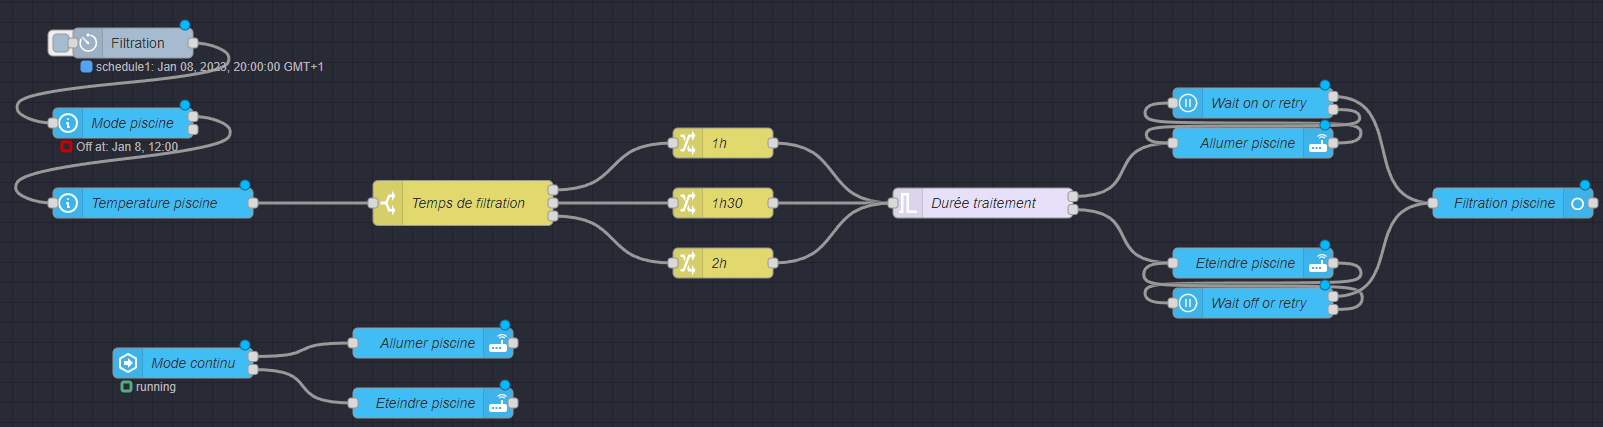 Filtration
schedule1: Jan 08, 2023, 20:00:00 GMT+1
Mode piscine
Off at: Jan 8, 12:00
Temperature piscine
Temps de filtration
1h
1h30
2h
Durée traitement
Wait on or retry
Allumer piscine
Eteindre piscine
Wait off or retry
Filtration piscine
Mode continu
running
Allumer piscine
Eteindre piscine